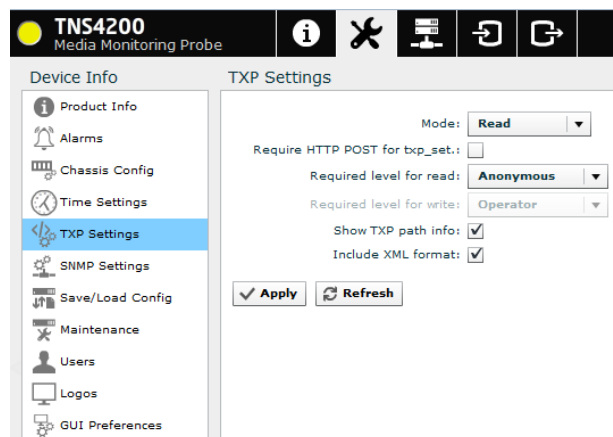 TNS4200
Media Monitoring Probe
Device Info
TXP Settings
Product Info
Alarms
Chassis Config
Time Settings
TXP Settings
SNMP Settings
Save/Load Config
Maintenance
Users
Logos
GUI Preferences
Mode: Read
Require HTTP POST for txp_set.:
Required level for read: Anonymous
Required level for write: Operator
Show TXP path info:
Include XML format:
Apply Refresh